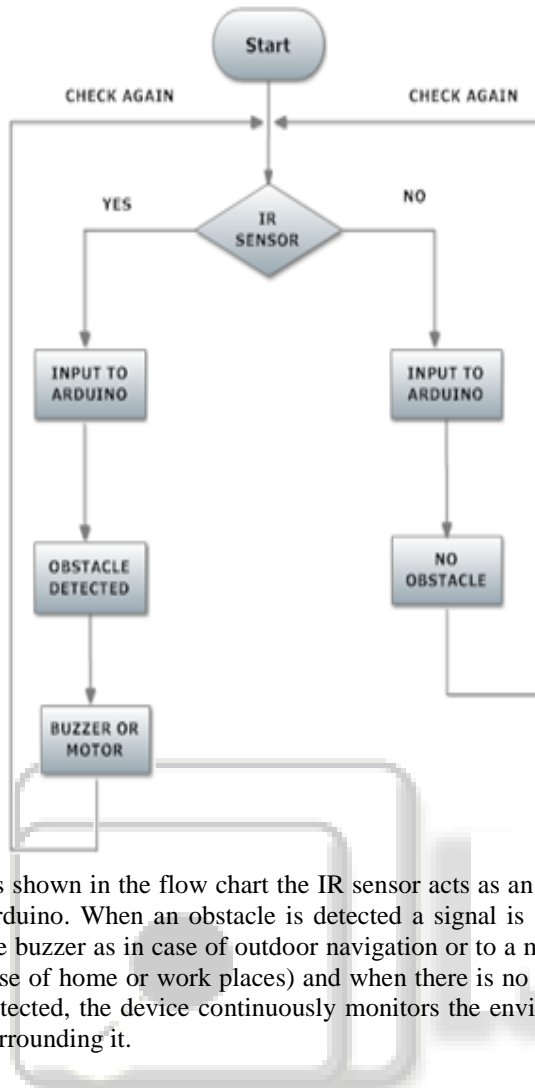 Start
CHECK AGAIN
CHECK AGAIN
YES
NO
IR
SENSOR
INPUT TO
ARDUINO
INPUT TO
ARDUINO
OBSTACLE
DETECTED
NO
OBSTACLE
BUZZER OR
MOTOR
s shown in the flow chart the IR sensor acts as an
rduino. When an obstacle is detected a signal is
e buzzer as in case of outdoor navigation or to a m
se of home or work places) and when there is no
tected, the device continuously monitors the envi
rrounding it.